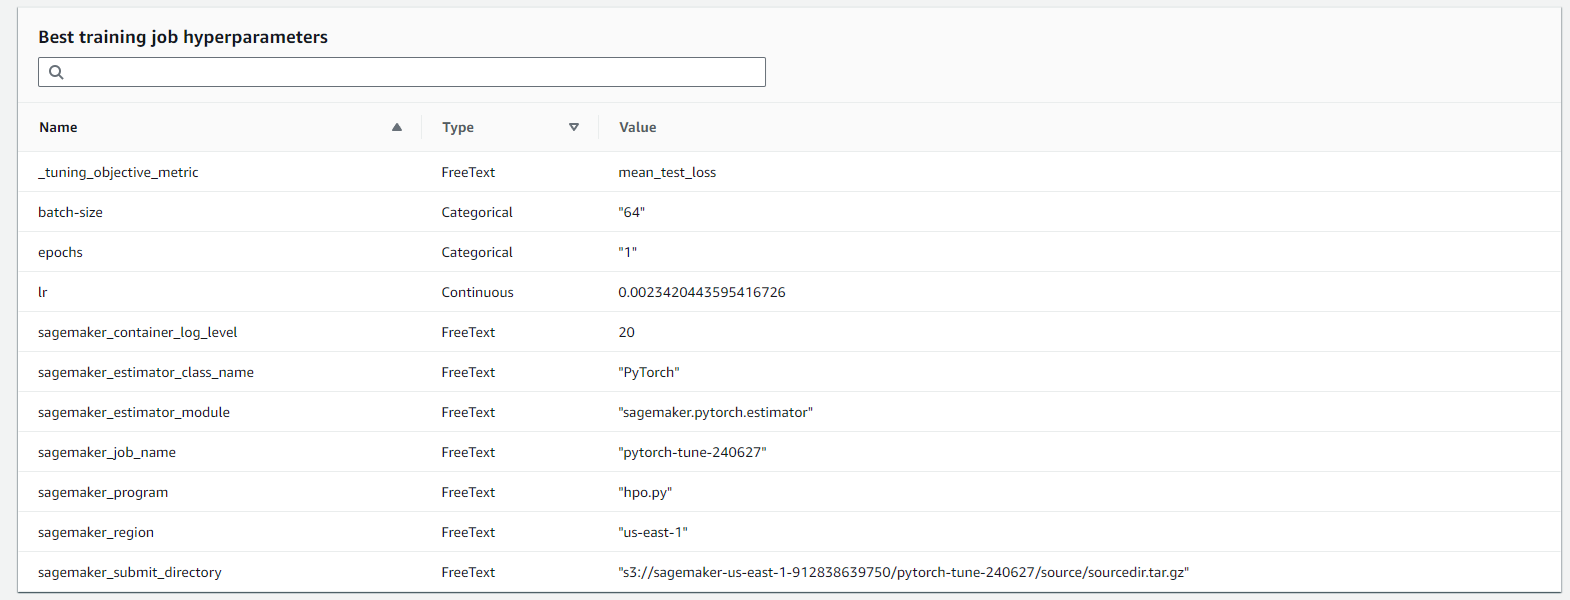 Best training job hyperparameters
Name Type Value
_tuning_objective_metric FreeText mean_test_loss
batch-size Categorical "64"
epochs Categorical "1"
lr Continuous 0.0023420443595416726
sagemaker_container_log_level FreeText 20
sagemaker_estimator_class_name FreeText "PyTorch"
sagemaker_estimator_module FreeText "sagemaker.pytorch.estimator"
sagemaker_job_name FreeText "pytorch-tune-240627"
sagemaker_program FreeText "hpo.py"
sagemaker_region FreeText "us-east-1"
sagemaker_submit_directory FreeText "s3://sagemaker-us-east-1-912838639750/pytorch-tune-240627/source/sourcedir.tar.gz"